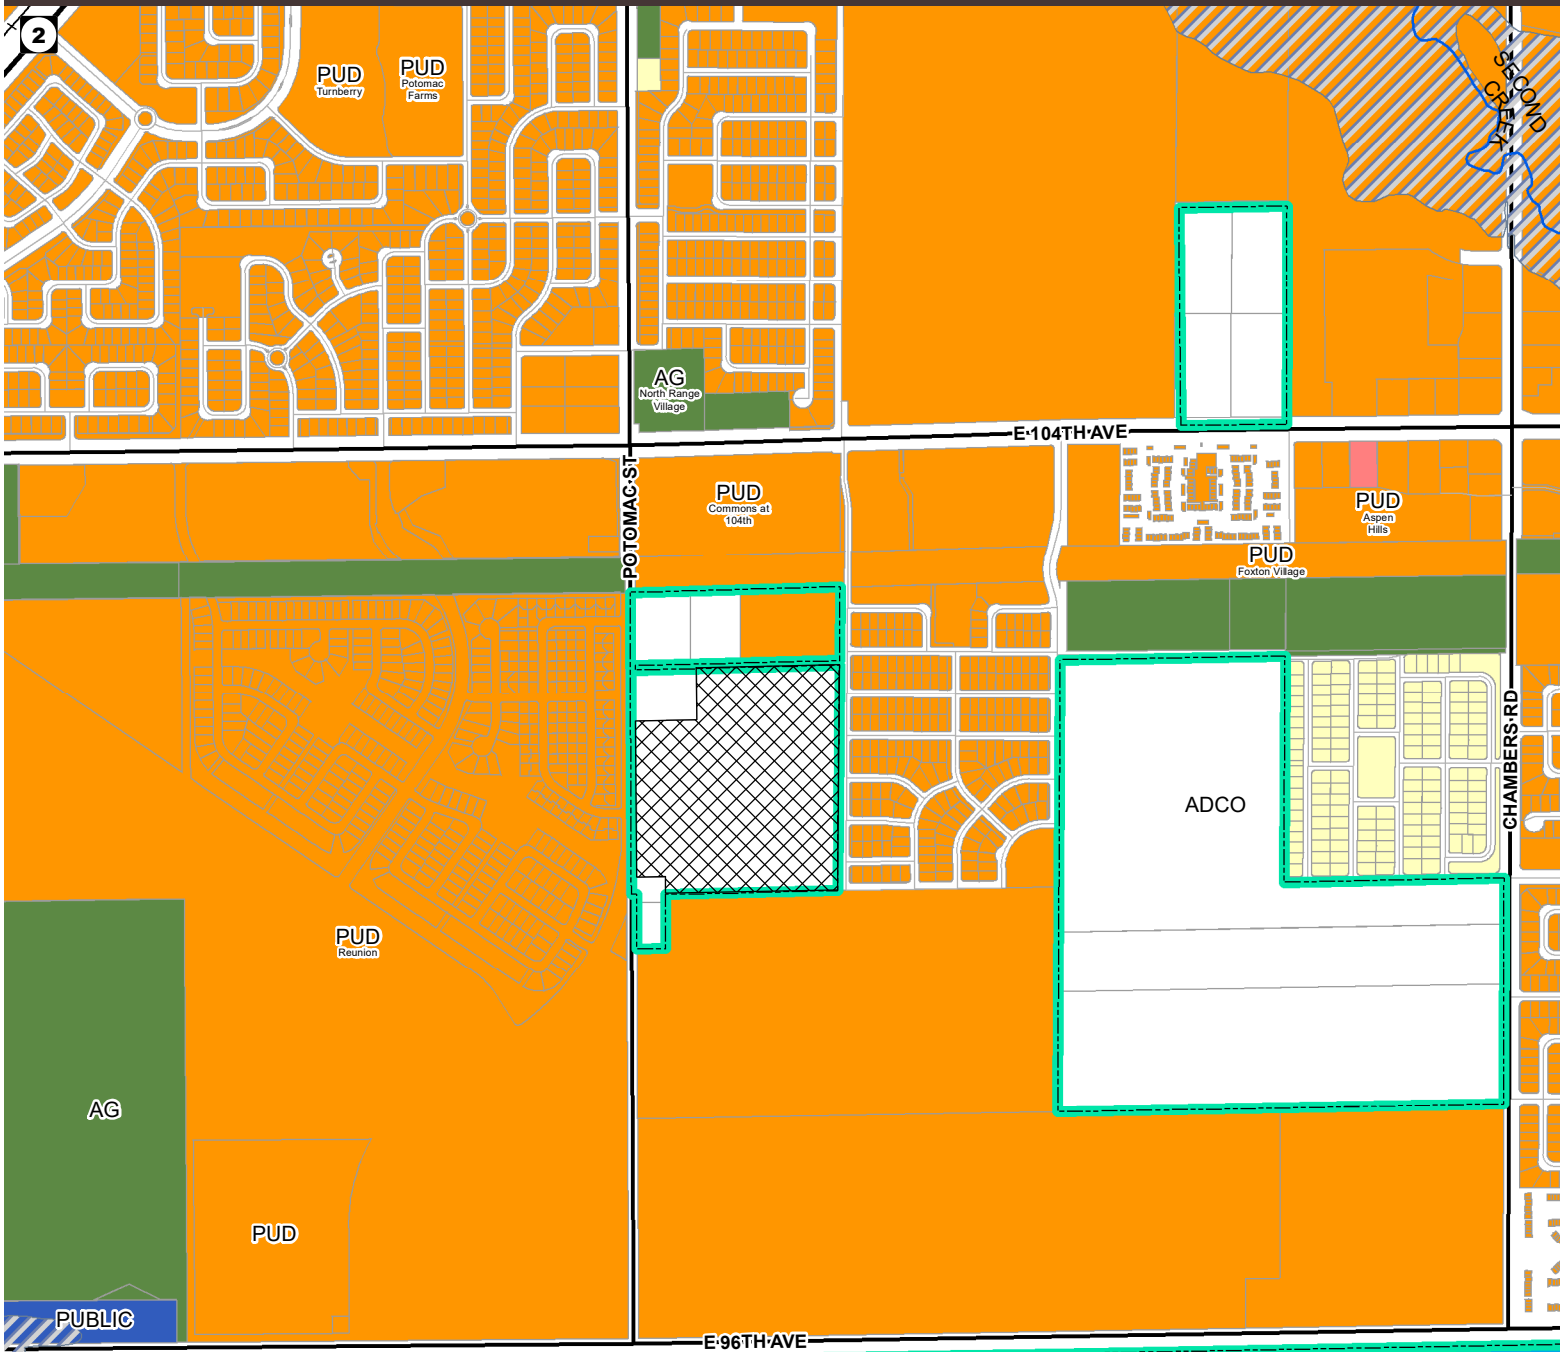 2
PUD
Turnberry
PUD
Potomac
Farms
SECOND
CREEK
AG
North Range
Village
E 104TH AVE
POTOMAC ST
PUD
Commons at
104th
PUD
Aspen
Hills
PUD
Foxton Village
ADCO
CHAMBERS RD
PUD
Reunion
AG
PUD
PUBLIC
E 96TH AVE